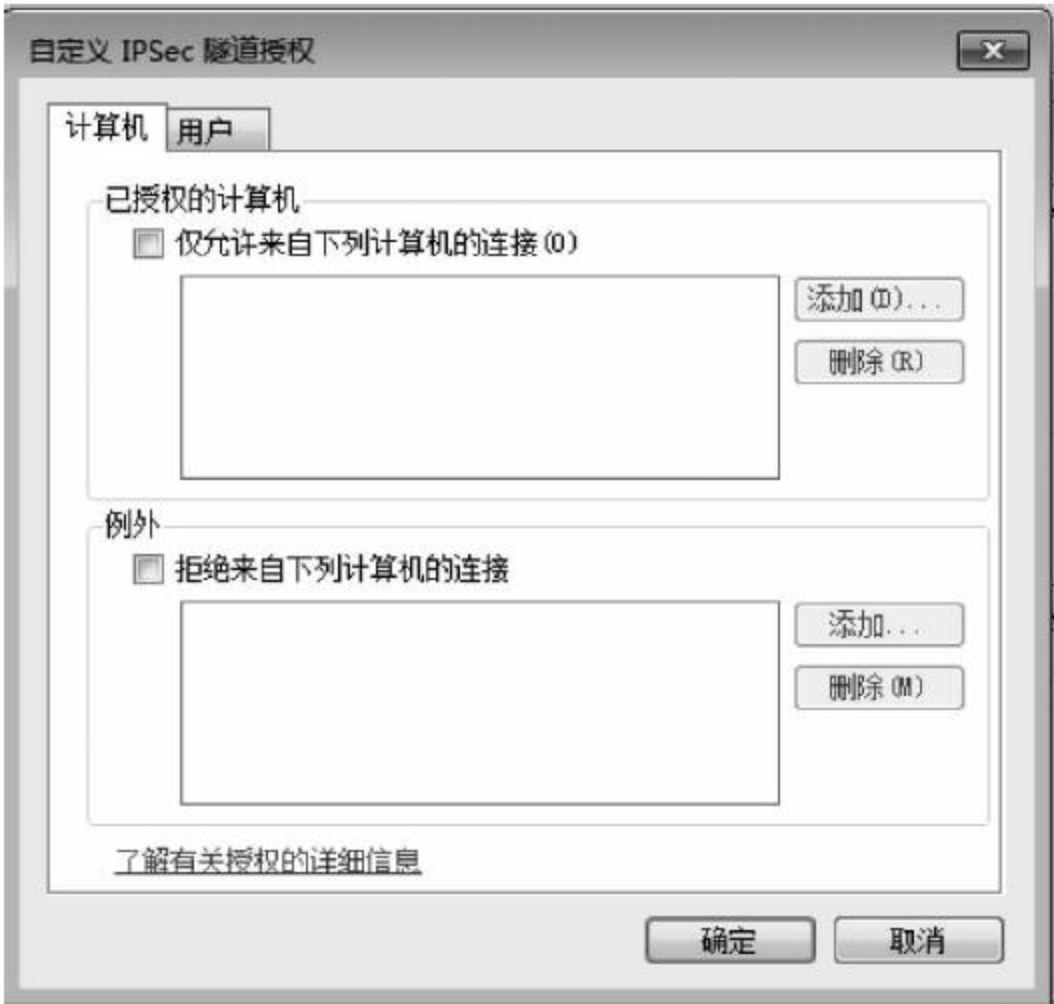 自定义 IPSec 隧道授权
计算机 用户
已授权的计算机
仅允许来自下列计算机的连接(O)
添加(D)...
删除(R)
例外
拒绝来自下列计算机的连接
添加...
删除(M)
了解有关授权的详细信息
确定 取消